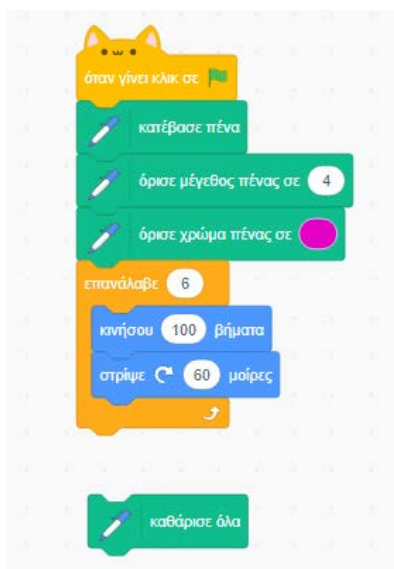 όταν γίνει κλικ σε
κατέβασε πένα
όρισε μέγεθος πένας σε 4
όρισε χρώμα πένας σε
επανάλαβε 6
κινήσου 100 βήματα
στρίψε 60 μοίρες
καθάρισε όλα